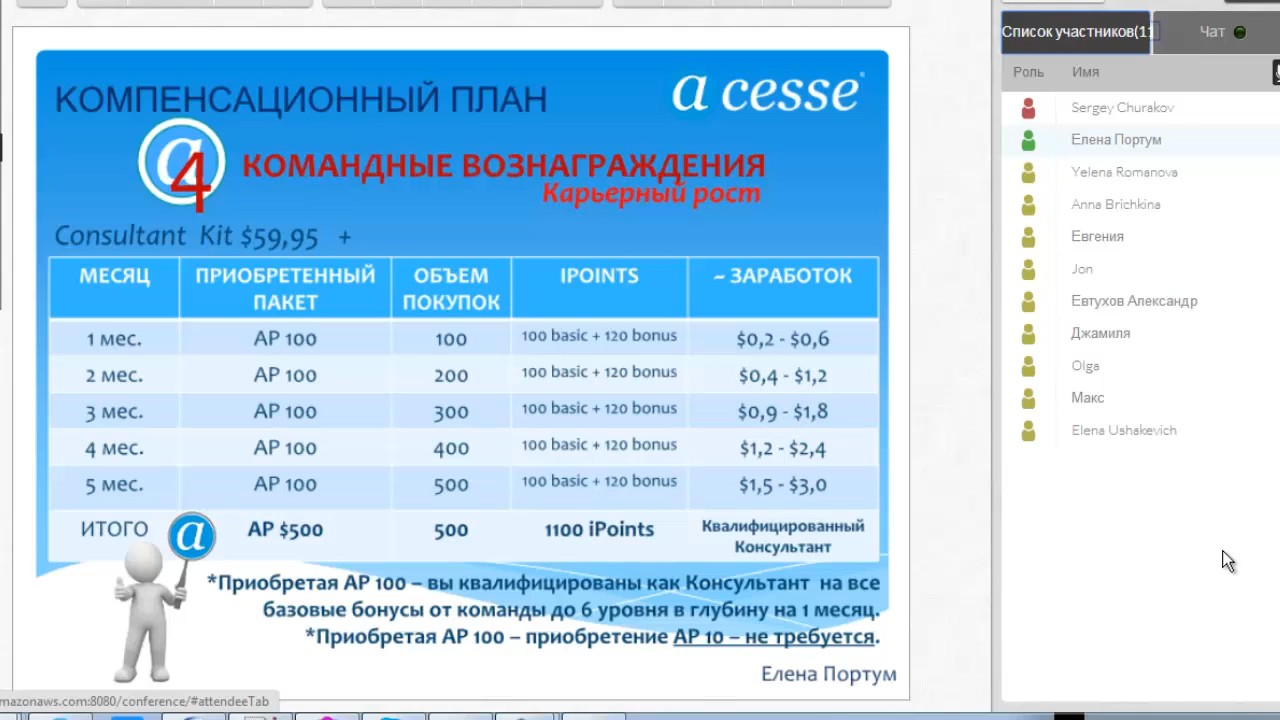 КОМПЕНСАЦИОННЫЙ ПЛАН
a cesse
a
4
КОМАНДНЫЕ ВОЗНАГРАЖДЕНИЯ
Карьерный рост
Consultant Kit $59,95 +
МЕСЯЦ ПРИОБРЕТЕННЫЙ ПАКЕТ ОБЪЕМ ПОКУПОК IPOINTS ~ ЗАРАБОТОК
1 мес. AP 100 100 100 basic + 120 bonus $0,2 - $0,6
2 мес. AP 100 200 100 basic + 120 bonus $0,4 - $1,2
3 мес. AP 100 300 100 basic + 120 bonus $0,9 - $1,8
4 мес. AP 100 400 100 basic + 120 bonus $1,2 - $2,4
5 мес. AP 100 500 100 basic + 120 bonus $1,5 - $3,0
ИТОГО AP $500 500 1100 iPoints Квалифицированный Консультант
a
*Приобретая AP 100 – вы квалифицированы как Консультант на все
базовые бонусы от команды до 6 уровня в глубину на 1 месяц.
*Приобретая AP 100 – приобретение AP 10 – не требуется.
Елена Портум
Список участников(11
Чат
Роль Имя
Sergey Churakov
Елена Портум
Yelena Romanova
Anna Brichkina
Евгения
Jon
Евтухов Александр
Джамиля
Olga
Макс
Elena Ushakevich
mazonaws.com:8080/conference/#attendeeTab